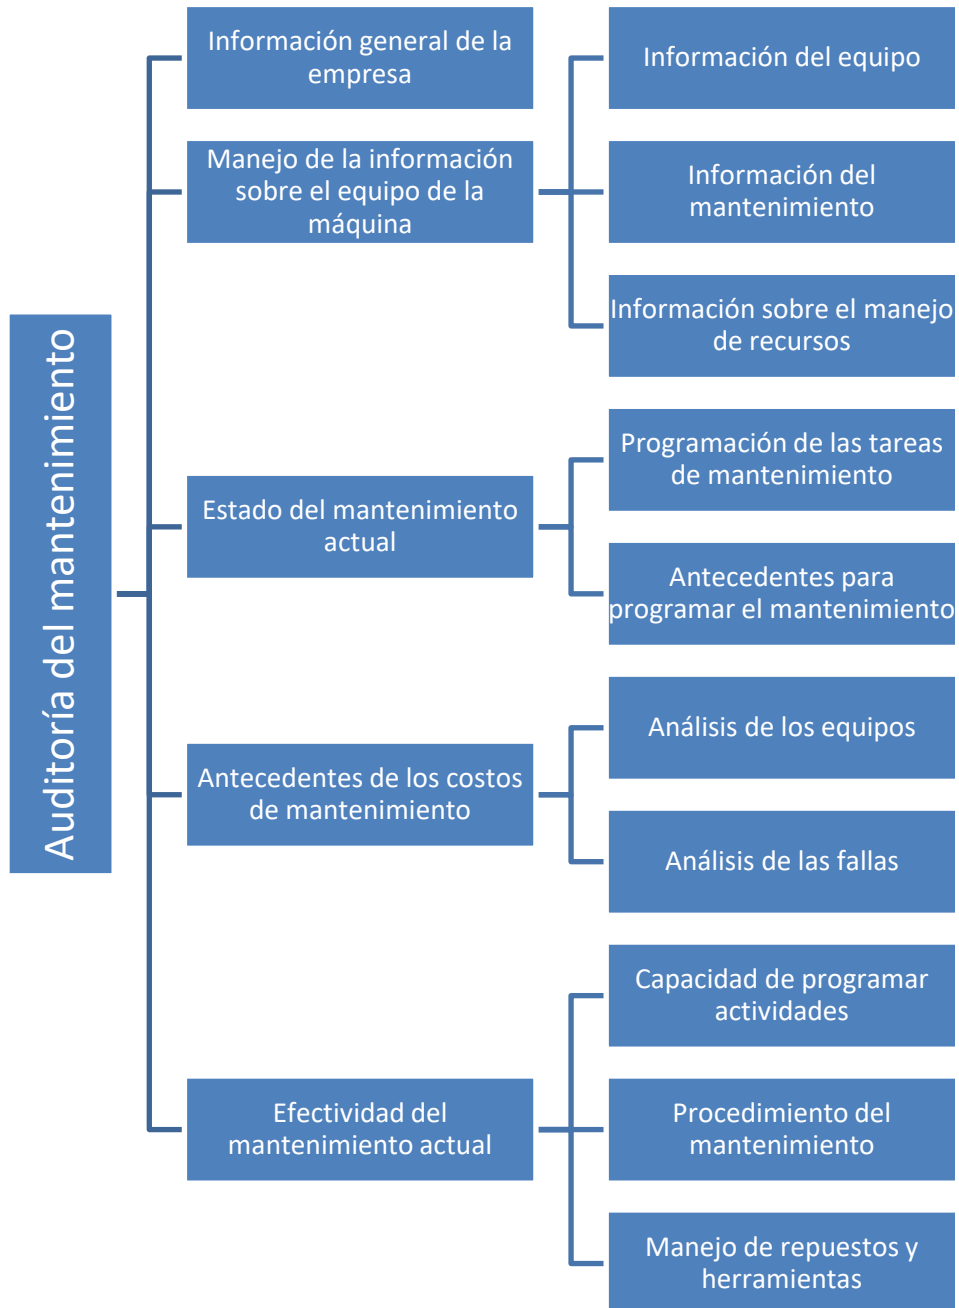 Auditoría del mantenimiento
Información general de la
empresa
Manejo de la información
sobre el equipo de la
máquina
Información del equipo
Información del
mantenimiento
Información sobre el manejo
de recursos
Estado del mantenimiento
actual
Programación de las tareas
de mantenimiento
Antecedentes para
programar el mantenimiento
Antecedentes de los costos
de mantenimiento
Análisis de los equipos
Análisis de las fallas
Efectividad del
mantenimiento actual
Capacidad de programar
actividades
Procedimiento del
mantenimiento
Manejo de repuestos y
herramientas